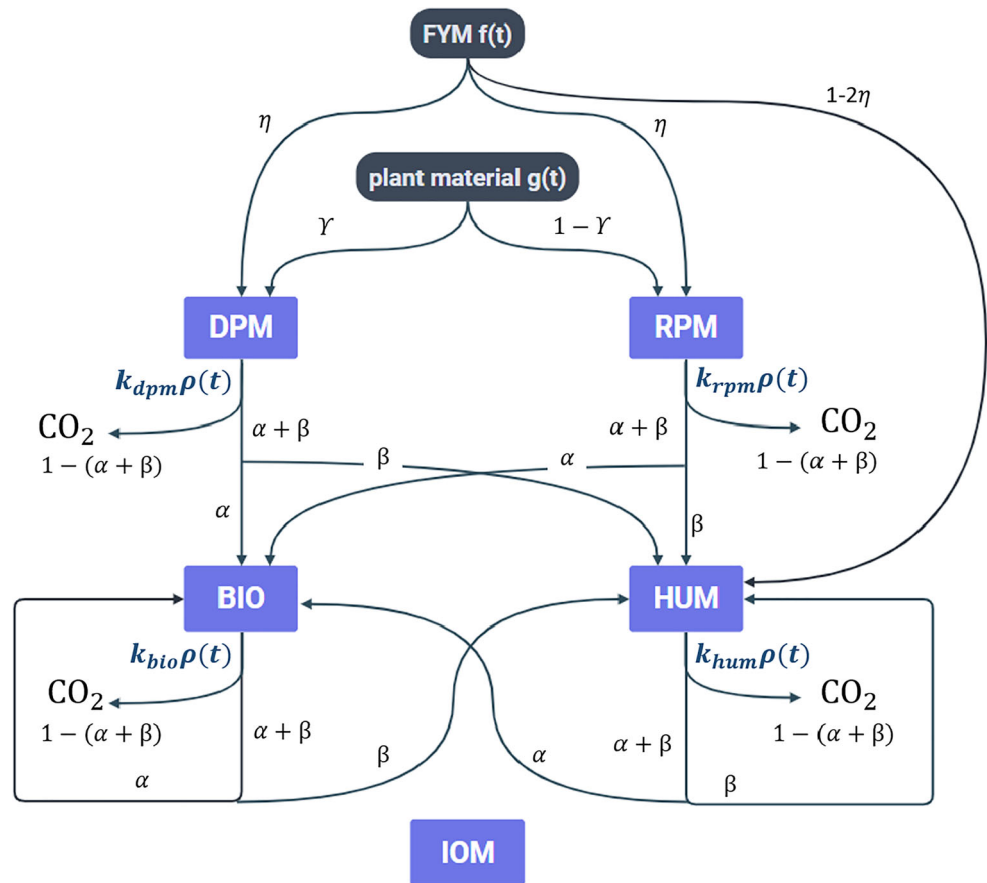 FYM f(t)
1-2η
η
η
plant material g(t)
ϒ
1 − ϒ
DPM
RPM
k_dpm ρ(t)
k_rpm ρ(t)
CO₂
α + β
α + β
CO₂
1 − (α + β)
β
α
1 − (α + β)
α
β
BIO
HUM
k_bio ρ(t)
k_hum ρ(t)
CO₂
CO₂
1 − (α + β)
α + β
α + β
1 − (α + β)
α
β
α
β
IOM